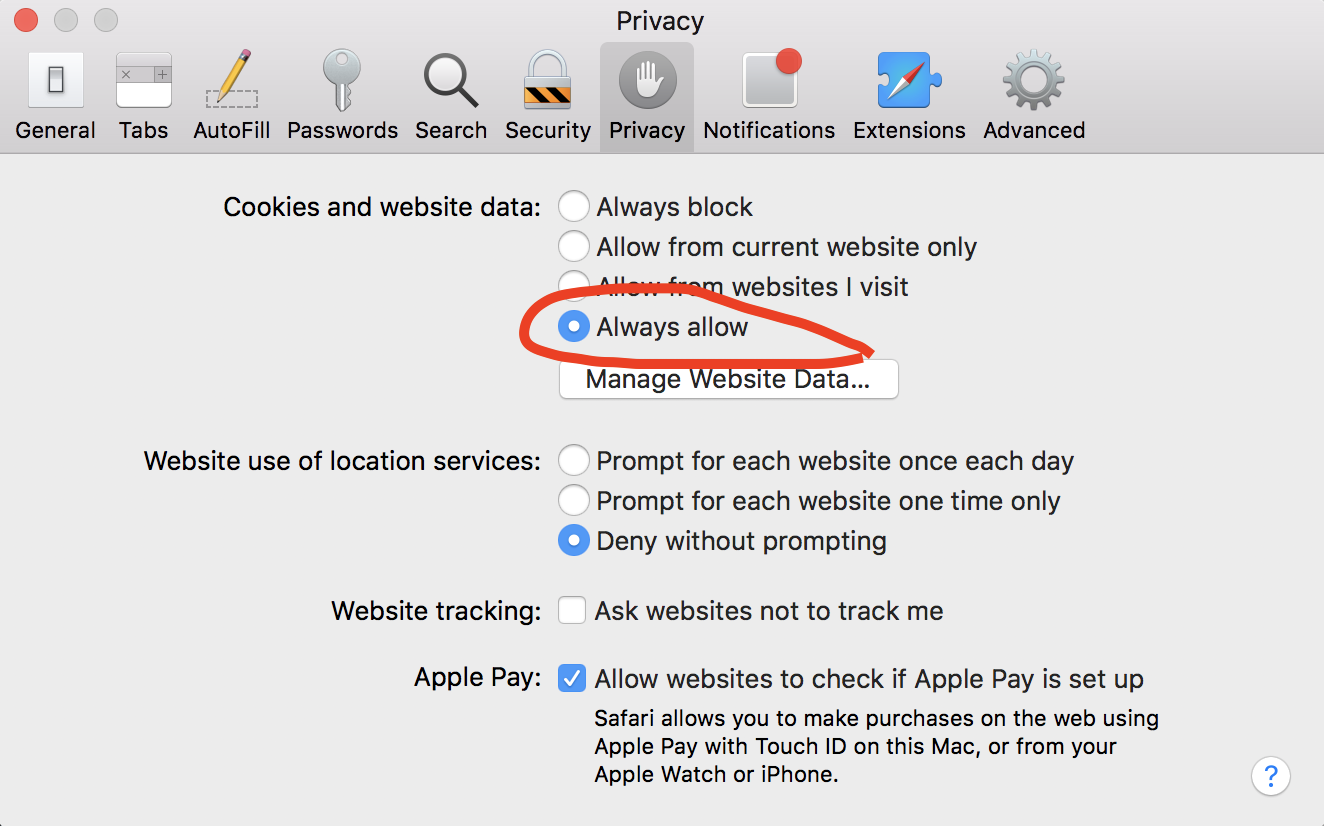 Privacy
General Tabs AutoFill Passwords Search Security Privacy Notifications Extensions Advanced
Cookies and website data: Always block
Allow from current website only
Allow from websites I visit
Always allow
Manage Website Data...
Website use of location services: Prompt for each website once each day
Prompt for each website one time only
Deny without prompting
Website tracking: Ask websites not to track me
Apple Pay: Allow websites to check if Apple Pay is set up
Safari allows you to make purchases on the web using
Apple Pay with Touch ID on this Mac, or from your
Apple Watch or iPhone.
?